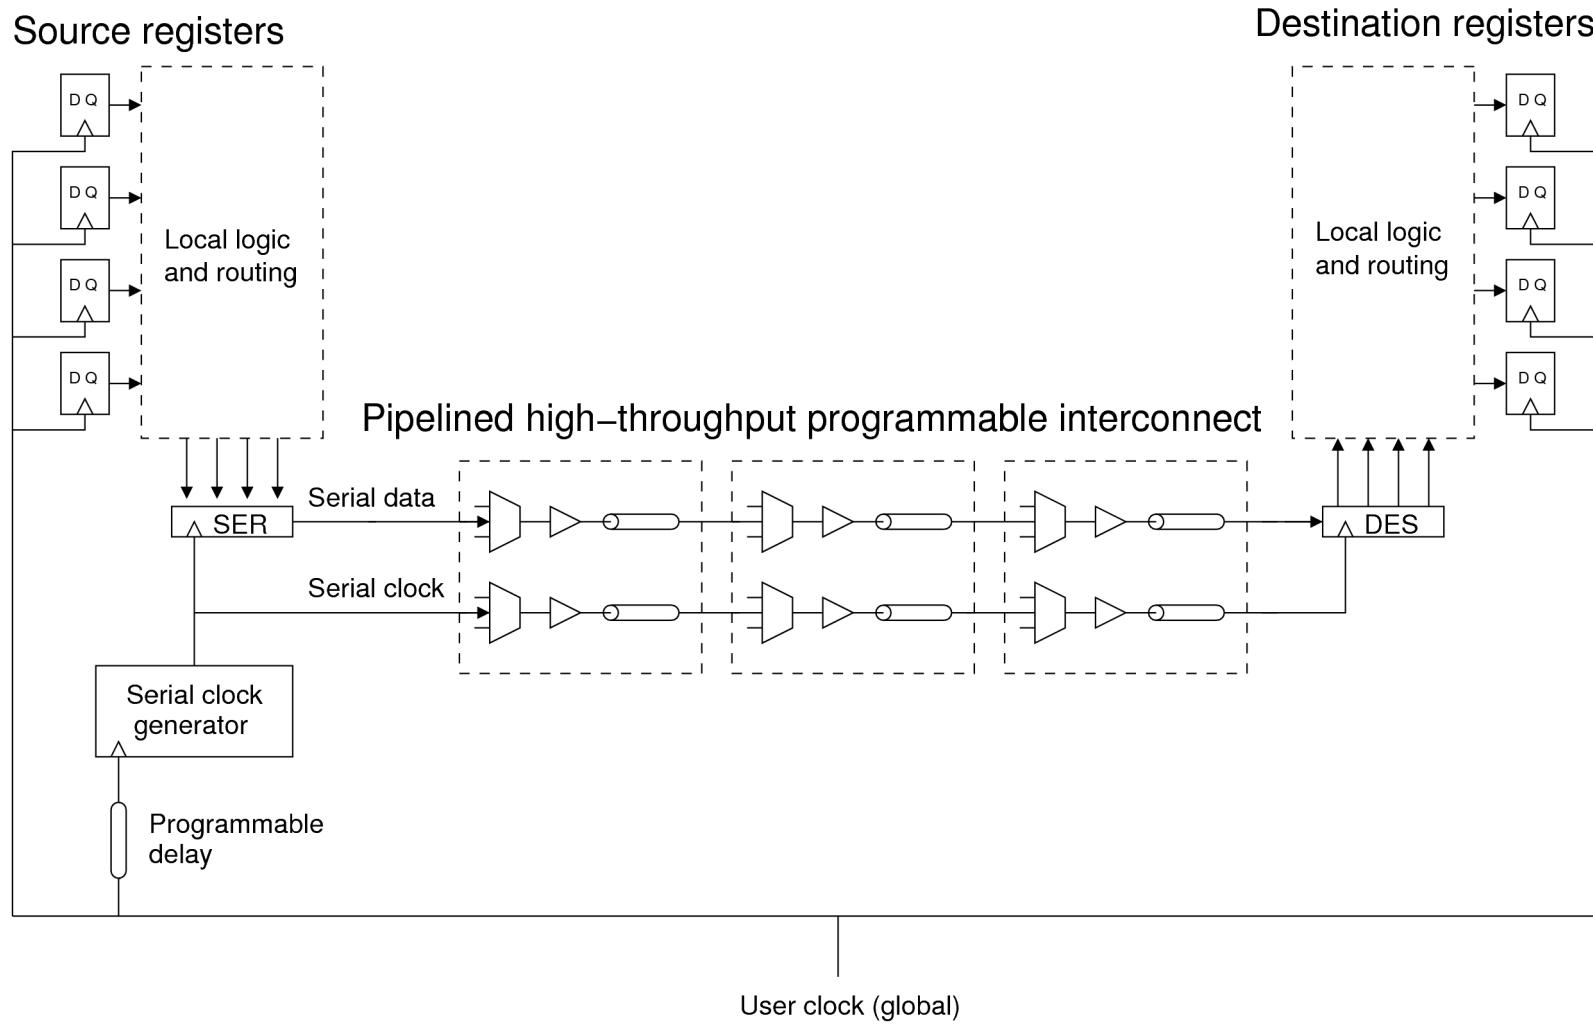 Source registers
Destination registers
D Q
D Q
D Q
D Q
Local logic
and routing
Local logic
and routing
D Q
D Q
D Q
D Q
Pipelined high–throughput programmable interconnect
Serial data
SER
DES
Serial clock
Serial clock
generator
Programmable
delay
User clock (global)